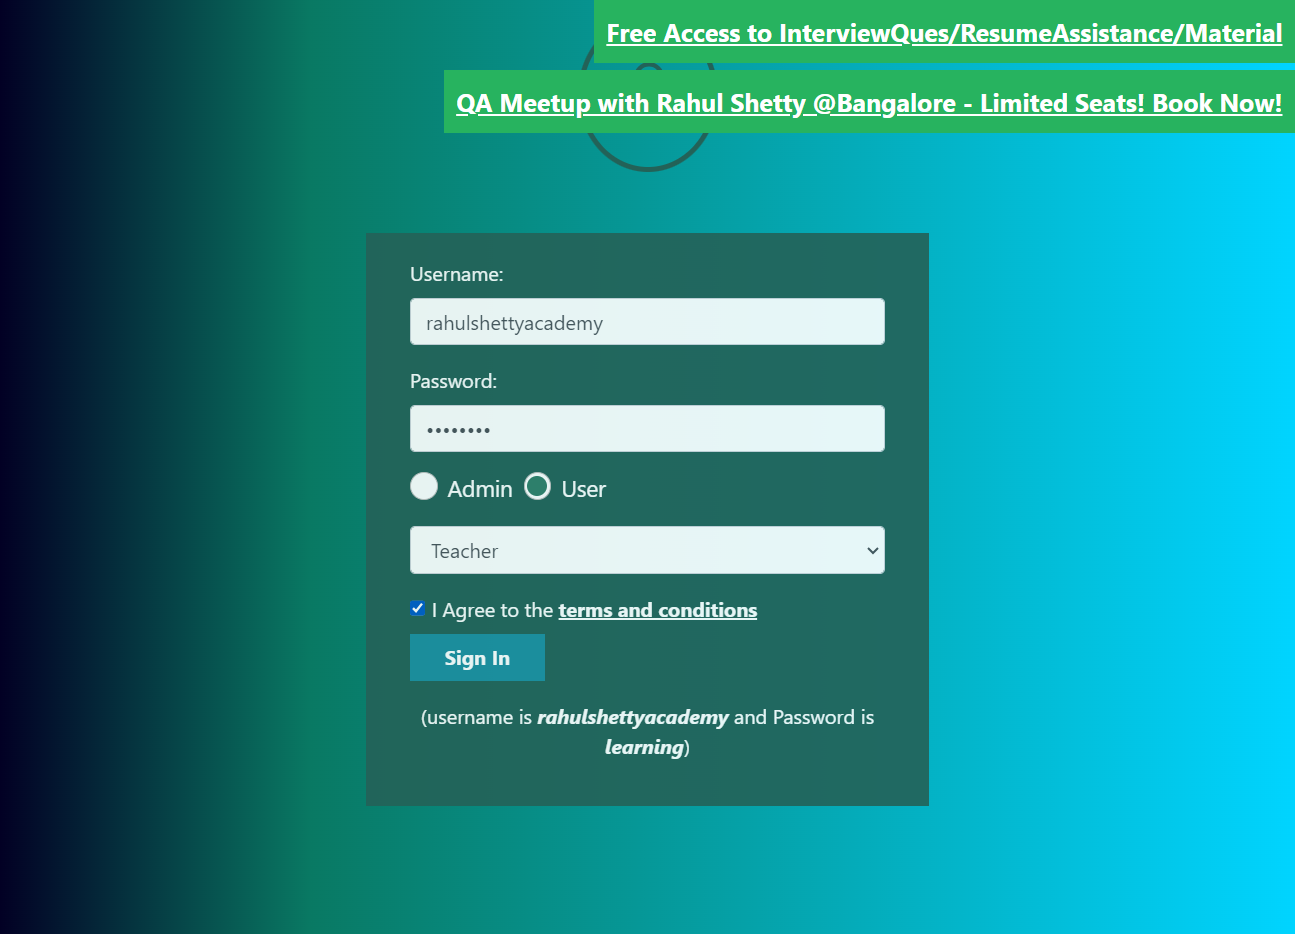 Free Access to InterviewQues/ResumeAssistance/Material
QA Meetup with Rahul Shetty @Bangalore - Limited Seats! Book Now!
Username:
rahulshettyacademy
Password:
••••••••
Admin User
Teacher
I Agree to the terms and conditions
Sign In
(username is rahulshettyacademy and Password is
learning)